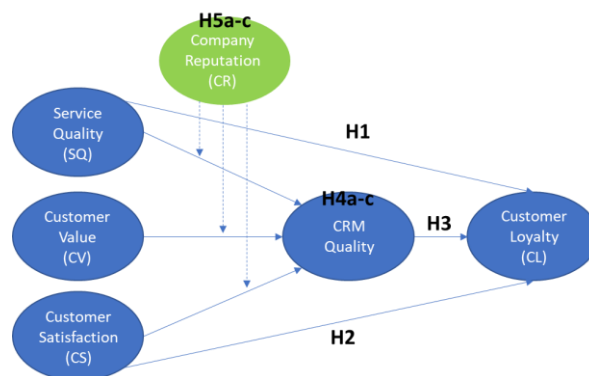 H5a-c
Company
Reputation
(CR)
Service
Quality
(SQ)
H1
H4a-c
CRM
Quality
Customer
Value
(CV)
H3
Customer
Loyalty
(CL)
Customer
Satisfaction
(CS)
H2